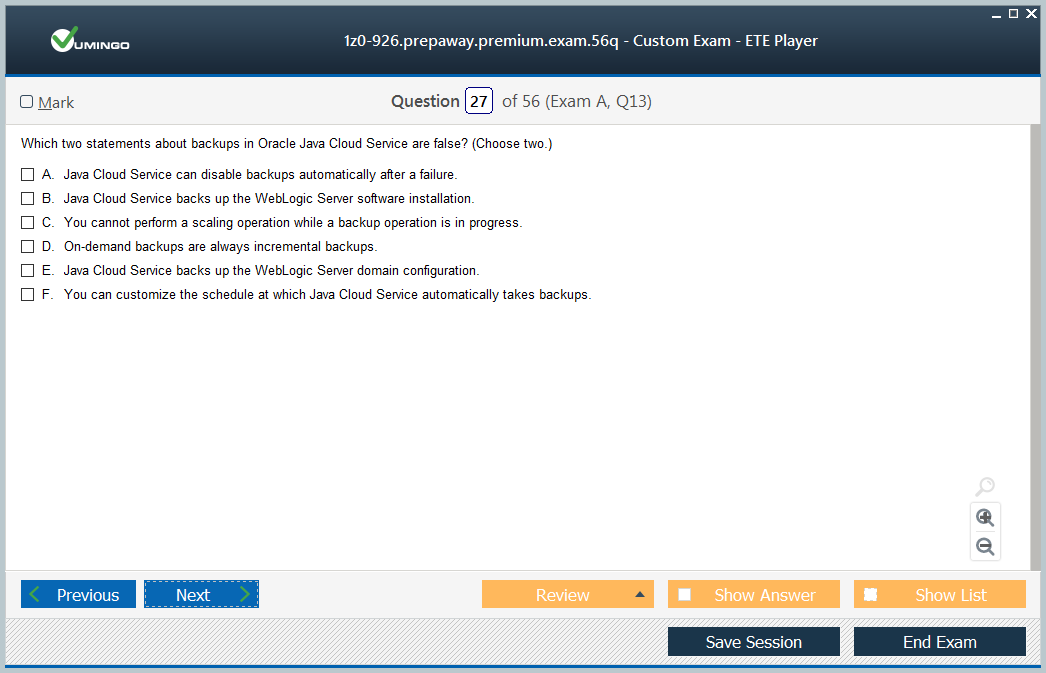 VUMINGO
1z0-926.prepaway.premium.exam.56q - Custom Exam - ETE Player
Mark
Question 27 of 56 (Exam A, Q13)
Which two statements about backups in Oracle Java Cloud Service are false? (Choose two.)
A. Java Cloud Service can disable backups automatically after a failure.
B. Java Cloud Service backs up the WebLogic Server software installation.
C. You cannot perform a scaling operation while a backup operation is in progress.
D. On-demand backups are always incremental backups.
E. Java Cloud Service backs up the WebLogic Server domain configuration.
F. You can customize the schedule at which Java Cloud Service automatically takes backups.
Previous Next Review Show Answer Show List
Save Session End Exam